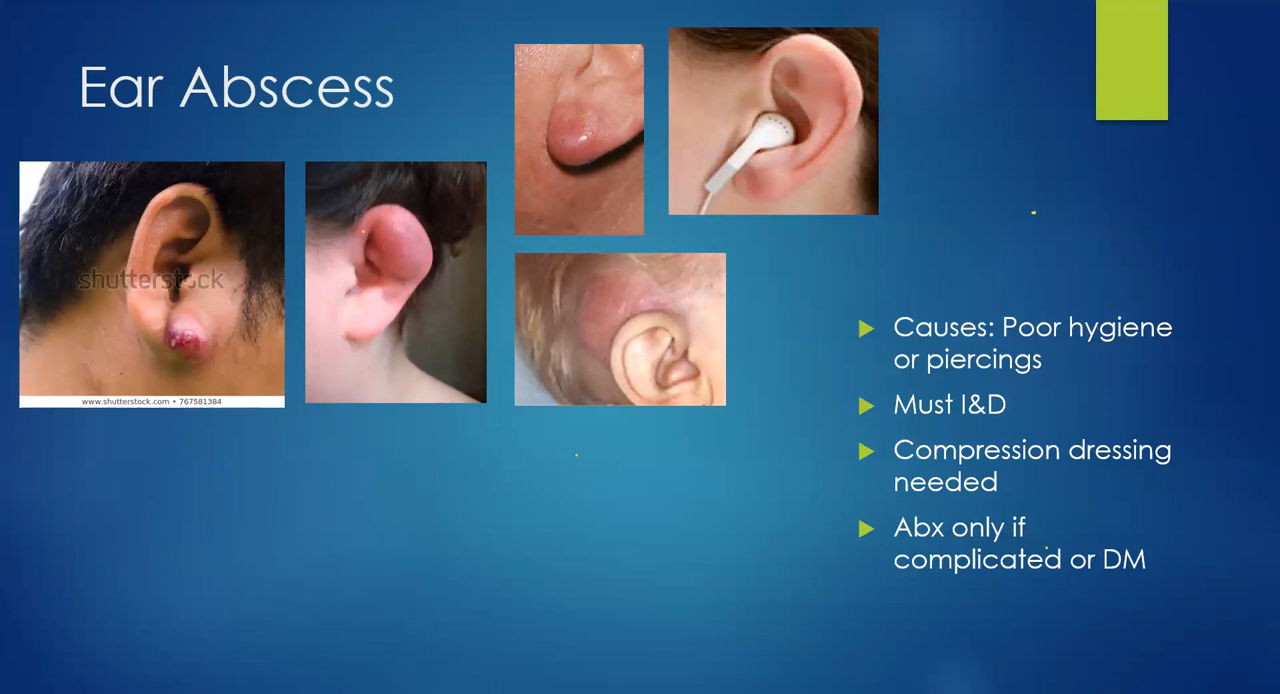 Ear Abscess
shutterstock
www.shutterstock.com • 767581384
Causes: Poor hygiene
or piercings
Must I&D
Compression dressing
needed
Abx only if
complicated or DM